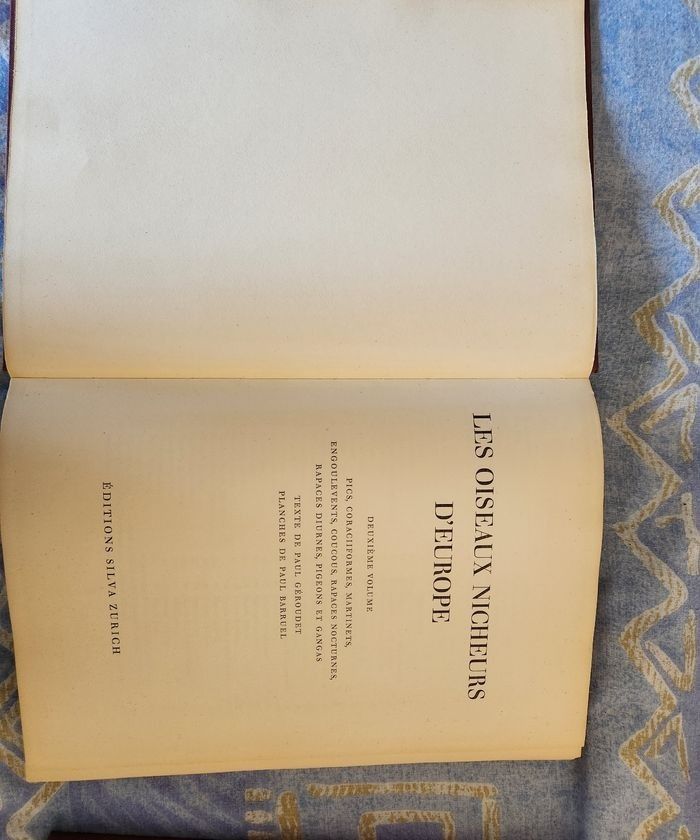 LES OISEAUX NICHEURS
D'EUROPE
DEUXIÈME VOLUME
PICS, CORACIIFORMES, MARTINETS,
ENGOULEVENTS, COUCOUS, RAPACES NOCTURNES,
RAPACES DIURNES, PIGEONS ET GANGAS
TEXTE DE PAUL GÉROUDET
PLANCHES DE PAUL BARRUEL
ÉDITIONS SILVA ZURICH